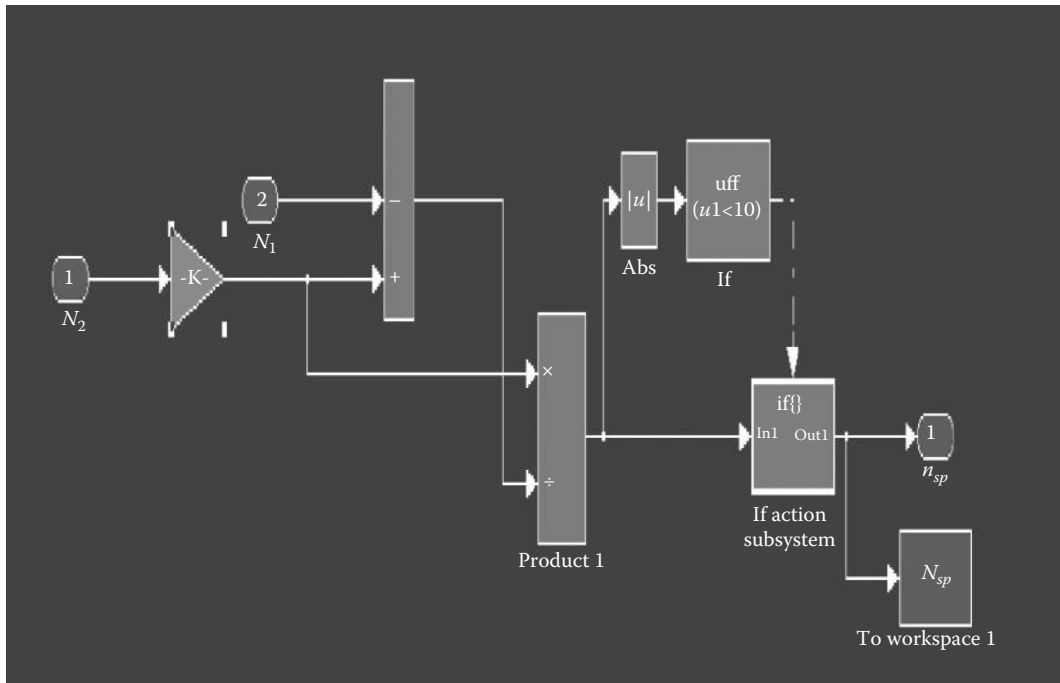 2
N₁
1
N₂
-K-
−
+
|u|
Abs
uff
(u1<10)
If
×
÷
Product 1
if{}
In1 Out1
If action
subsystem
1
nsp
Nsp
To workspace 1